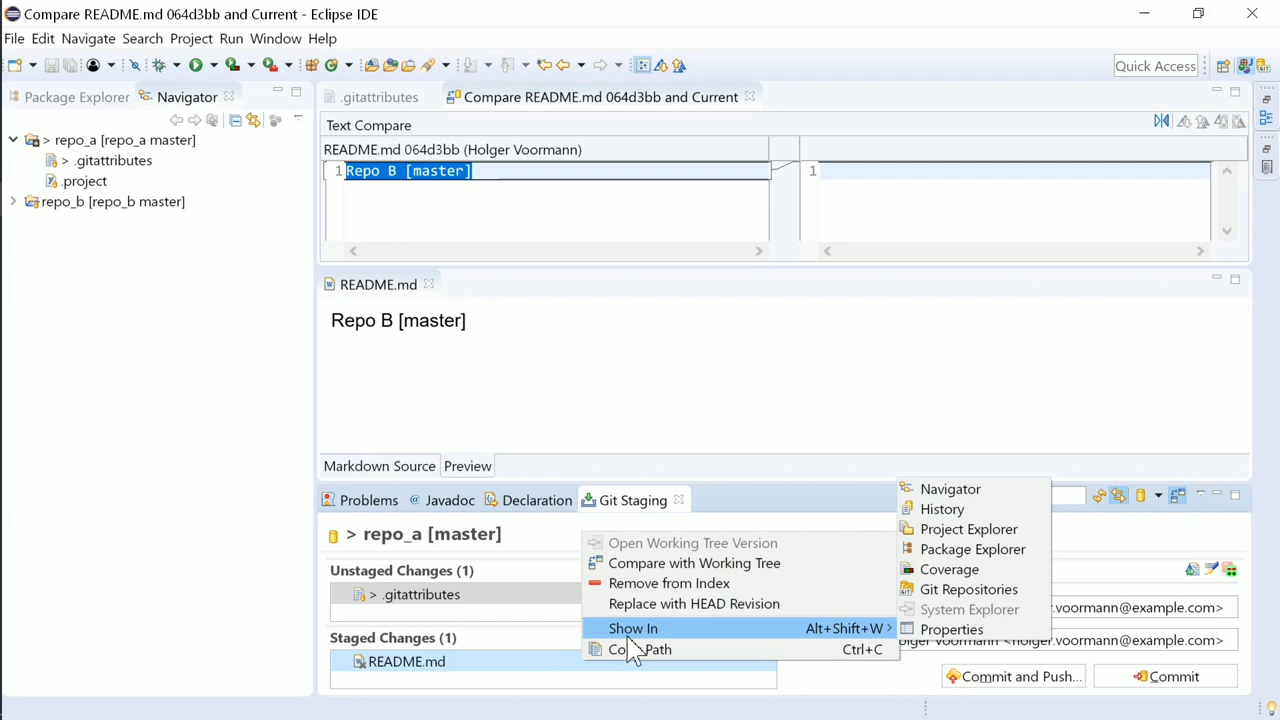 Compare README.md 064d3bb and Current - Eclipse IDE
File Edit Navigate Search Project Run Window Help
Quick Access
Package Explorer
Navigator
> repo_a [repo_a master]
> .gitattributes
.project
repo_b [repo_b master]
.gitattributes
Compare README.md 064d3bb and Current
Text Compare
README.md 064d3bb (Holger Voormann)
1 Repo B [master]
1
README.md
Repo B [master]
Markdown Source
Preview
Problems
@ Javadoc
Declaration
Git Staging
> repo_a [master]
Unstaged Changes (1)
> .gitattributes
Staged Changes (1)
README.md
Open Working Tree Version
Compare with Working Tree
Remove from Index
Replace with HEAD Revision
Show In Alt+Shift+W
Path Ctrl+C
Navigator
History
Project Explorer
Package Explorer
Coverage
Git Repositories
System Explorer
Properties
.voormann@example.com>
<holger.voormann@example.com>
Commit and Push...
Commit